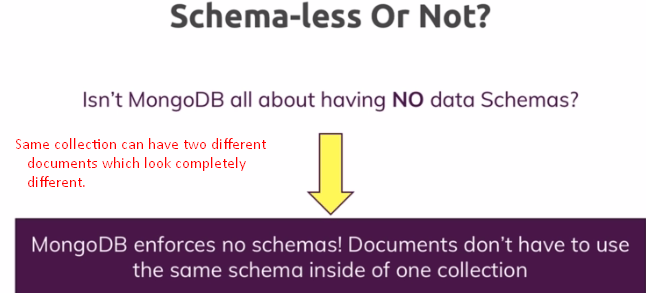 Schema-less Or Not?
Isn't MongoDB all about having NO data Schemas?
Same collection can have two different
documents which look completely
different.
MongoDB enforces no schemas! Documents don't have to use
the same schema inside of one collection